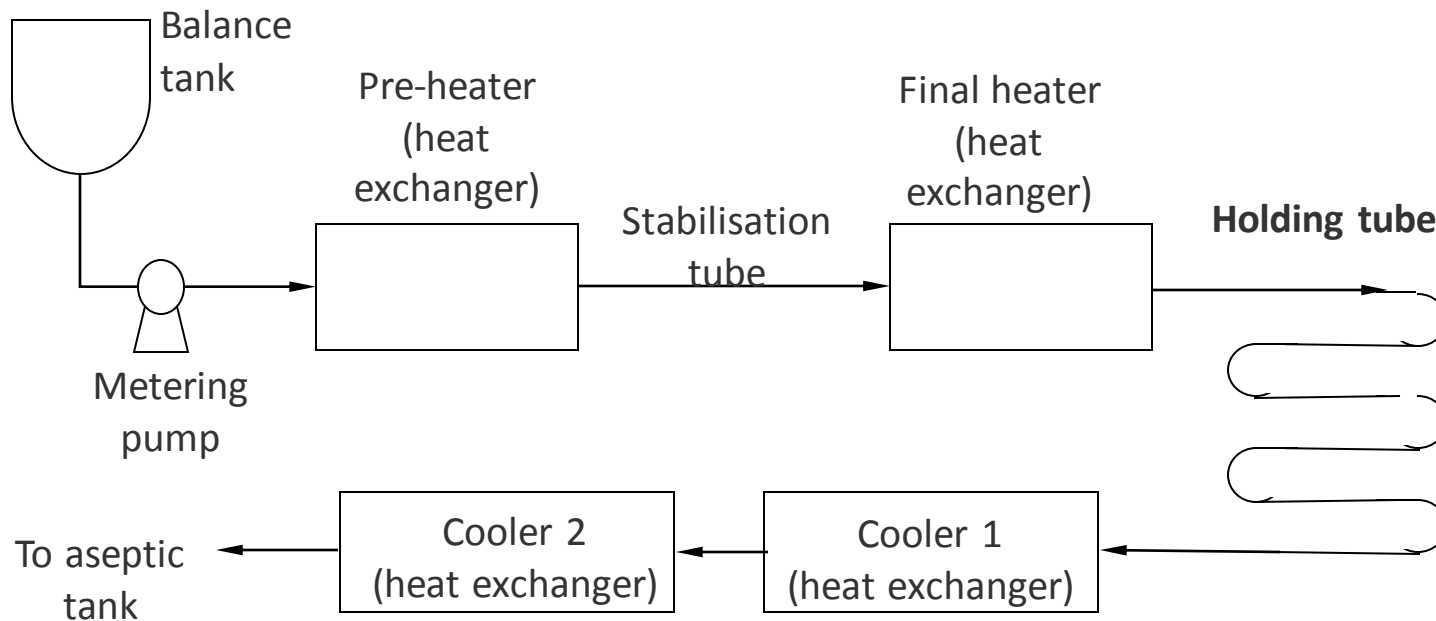 Balance
tank
Pre-heater
(heat
exchanger)
Final heater
(heat
exchanger)
Stabilisation
tube
Holding tube
Metering
pump
Cooler 2
(heat exchanger)
Cooler 1
(heat exchanger)
To aseptic
tank